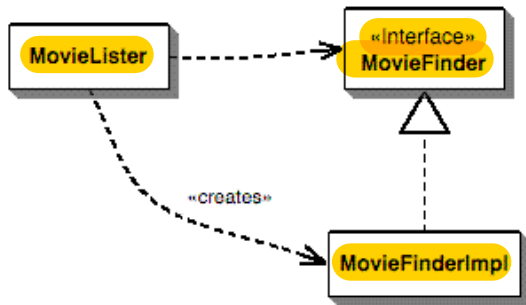 MovieLister
«Interface»
MovieFinder
«creates»
MovieFinderImpl